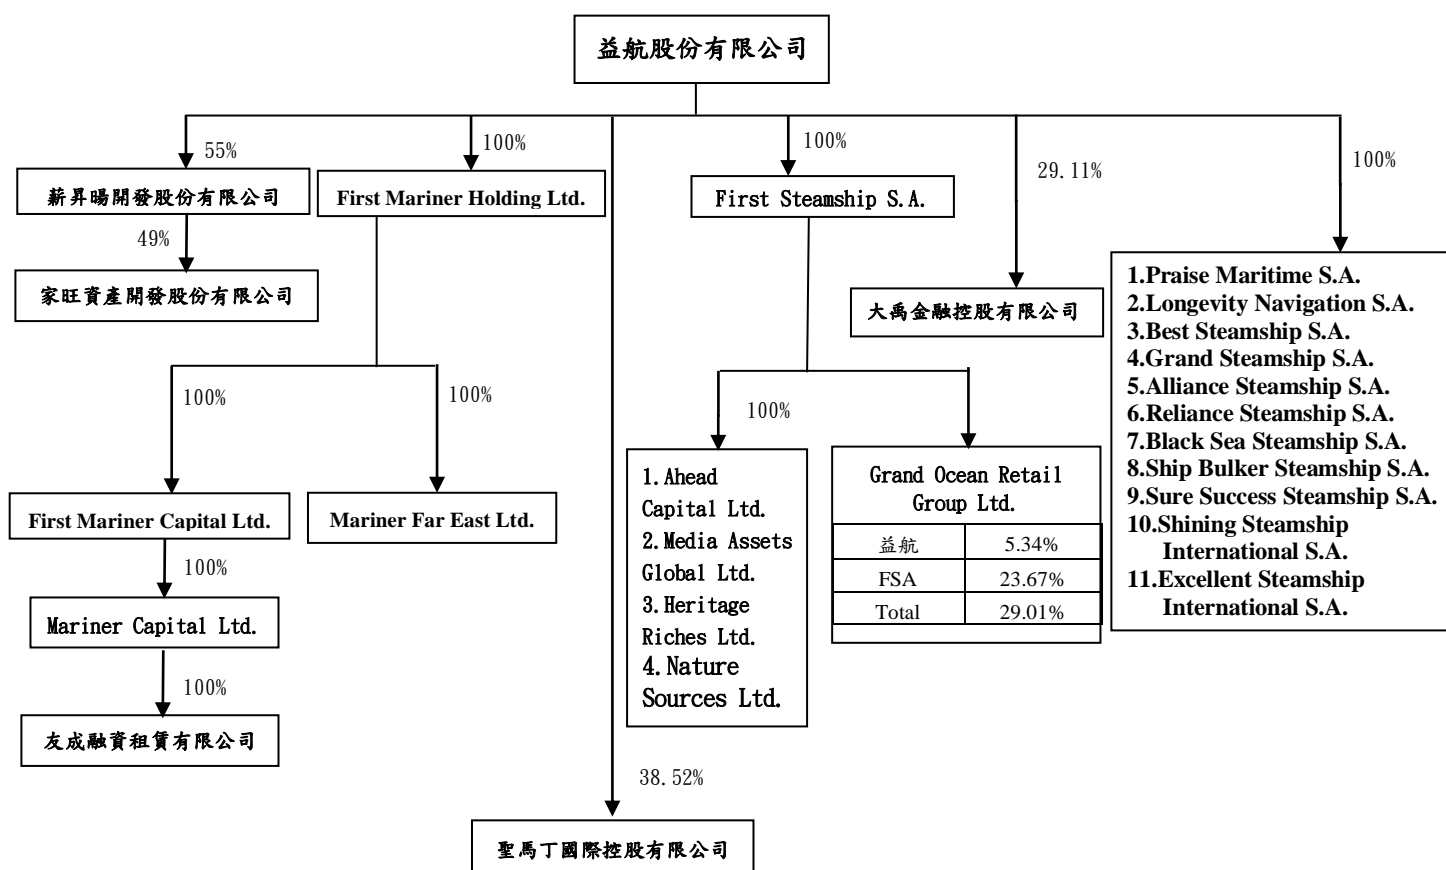 益航股份有限公司
55%
100%
100%
29.11%
100%
薪昇暘開發股份有限公司
First Mariner Holding Ltd.
First Steamship S.A.
49%
家旺資產開發股份有限公司
大禹金融控股有限公司
1.Praise Maritime S.A.
2.Longevity Navigation S.A.
3.Best Steamship S.A.
4.Grand Steamship S.A.
5.Alliance Steamship S.A.
6.Reliance Steamship S.A.
7.Black Sea Steamship S.A.
8.Ship Bulker Steamship S.A.
9.Sure Success Steamship S.A.
10.Shining Steamship
International S.A.
11.Excellent Steamship
International S.A.
100%
100%
100%
First Mariner Capital Ltd.
Mariner Far East Ltd.
1.Ahead
Capital Ltd.
2.Media Assets
Global Ltd.
3.Heritage
Riches Ltd.
4.Nature
Sources Ltd.
Grand Ocean Retail
Group Ltd.
益航 5.34%
FSA 23.67%
Total 29.01%
100%
Mariner Capital Ltd.
100%
友成融資租賃有限公司
38.52%
聖馬丁國際控股有限公司